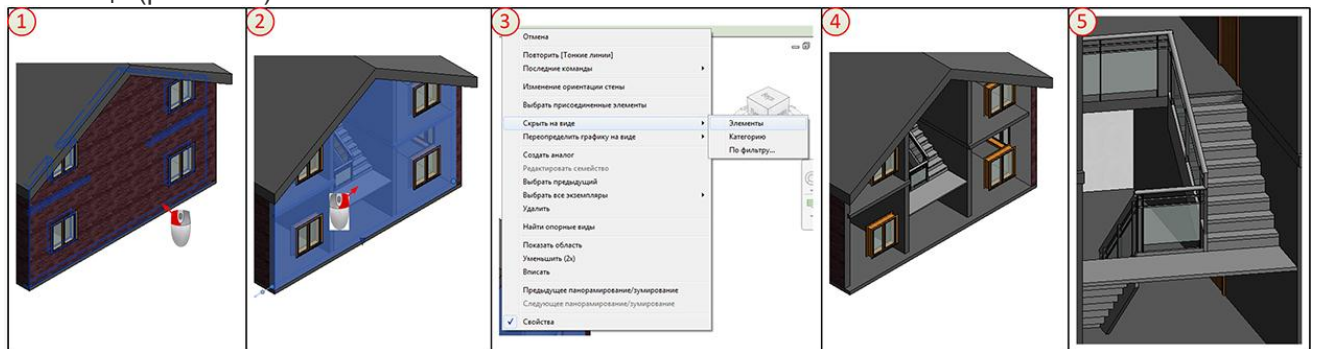 1
2
3
4
5
Отмена
Повторить [Тонкие линии]
Последние команды
Изменение ориентации стены
Выбрать присоединенные элементы
Скрыть на виде
Переопределить графику на виде
Создать аналог
Редактировать семейство
Выбрать предыдущий
Выбрать все экземпляры
Удалить
Найти опорные виды
Показать область
Уменьшить (2x)
Вписать
Предыдущее панорамирование/зумирование
Следующее панорамирование/зумирование
Свойства
Элементы
Категорию
По фильтру...